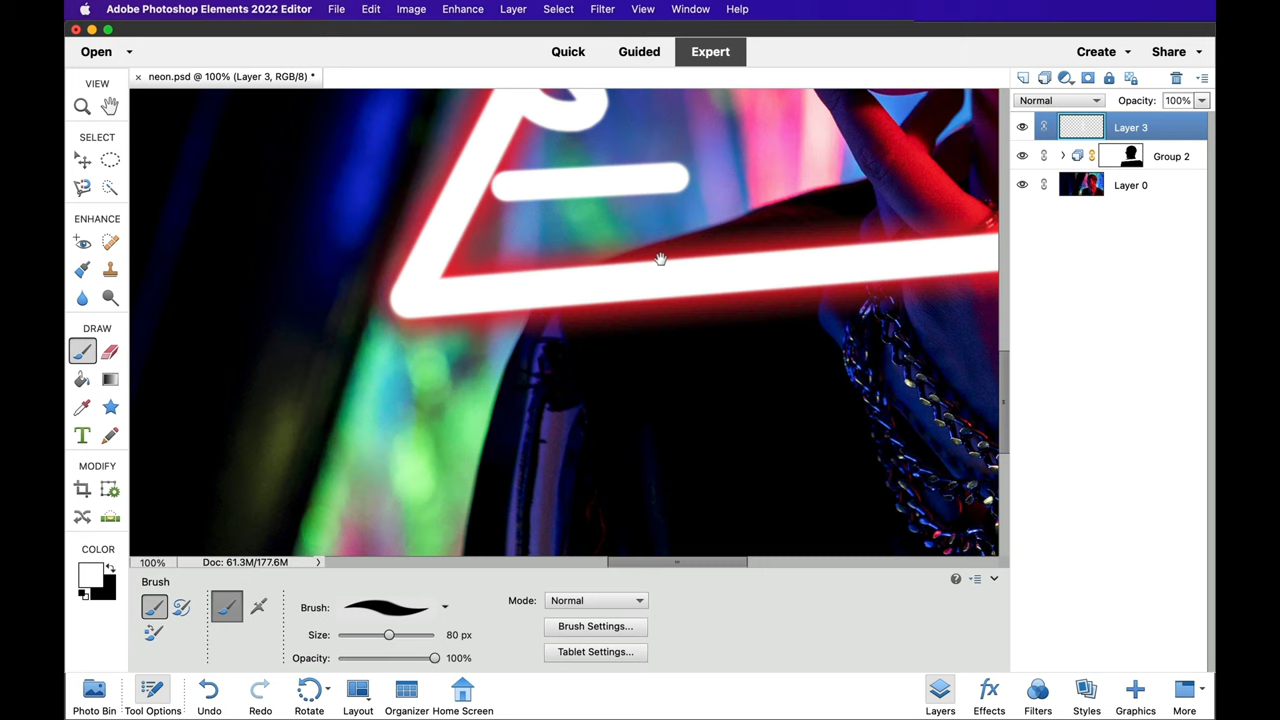 Adobe Photoshop Elements 2022 Editor File Edit Image Enhance Layer Select Filter View Window Help
Open Quick Guided Expert Create Share
VIEW
neon.psd @ 100% (Layer 3, RGB/8) *
Normal Opacity: 100%
Layer 3
SELECT
Group 2
Layer 0
ENHANCE
DRAW
MODIFY
COLOR
100% Doc: 61.3M/177.6M
Brush
Brush:
Mode: Normal
Brush Settings...
Size: 80 px
Tablet Settings...
Opacity: 100%
Photo Bin Tool Options Undo Redo Rotate Layout Organizer Home Screen Layers Effects Filters Styles Graphics More